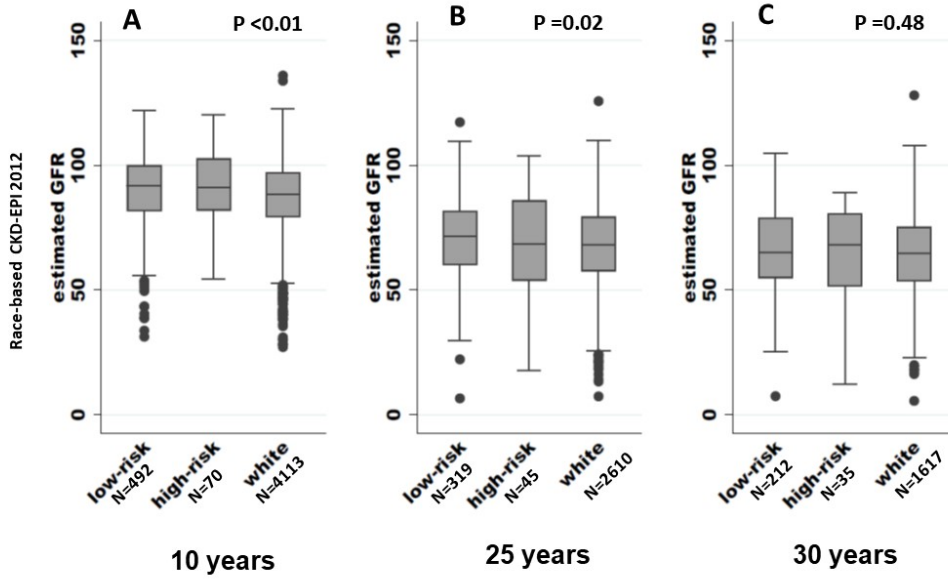 A
P <0.01
B
P =0.02
C
P =0.48
Race-based CKD-EPI 2012
estimated GFR
150
100
50
0
low-risk
N=492
high-risk
N=70
white
N=4113
10 years
estimated GFR
150
100
50
0
low-risk
N=319
high-risk
N=45
white
N=2610
25 years
estimated GFR
150
100
50
0
low-risk
N=212
high-risk
N=35
white
N=1617
30 years